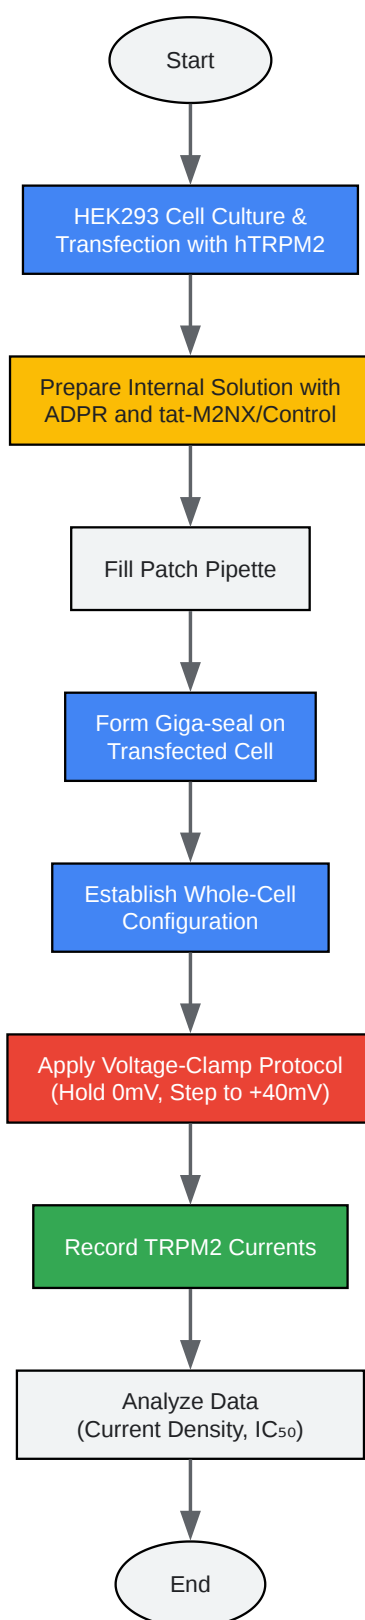 Start
HEK293 Cell Culture &
Transfection with hTRPM2
Prepare Internal Solution with
ADPR and tat-M2NX/Control
Fill Patch Pipette
Form Giga-seal on
Transfected Cell
Establish Whole-Cell
Configuration
Apply Voltage-Clamp Protocol
(Hold 0mV, Step to +40mV)
Record TRPM2 Currents
Analyze Data
(Current Density, IC₅₀)
End